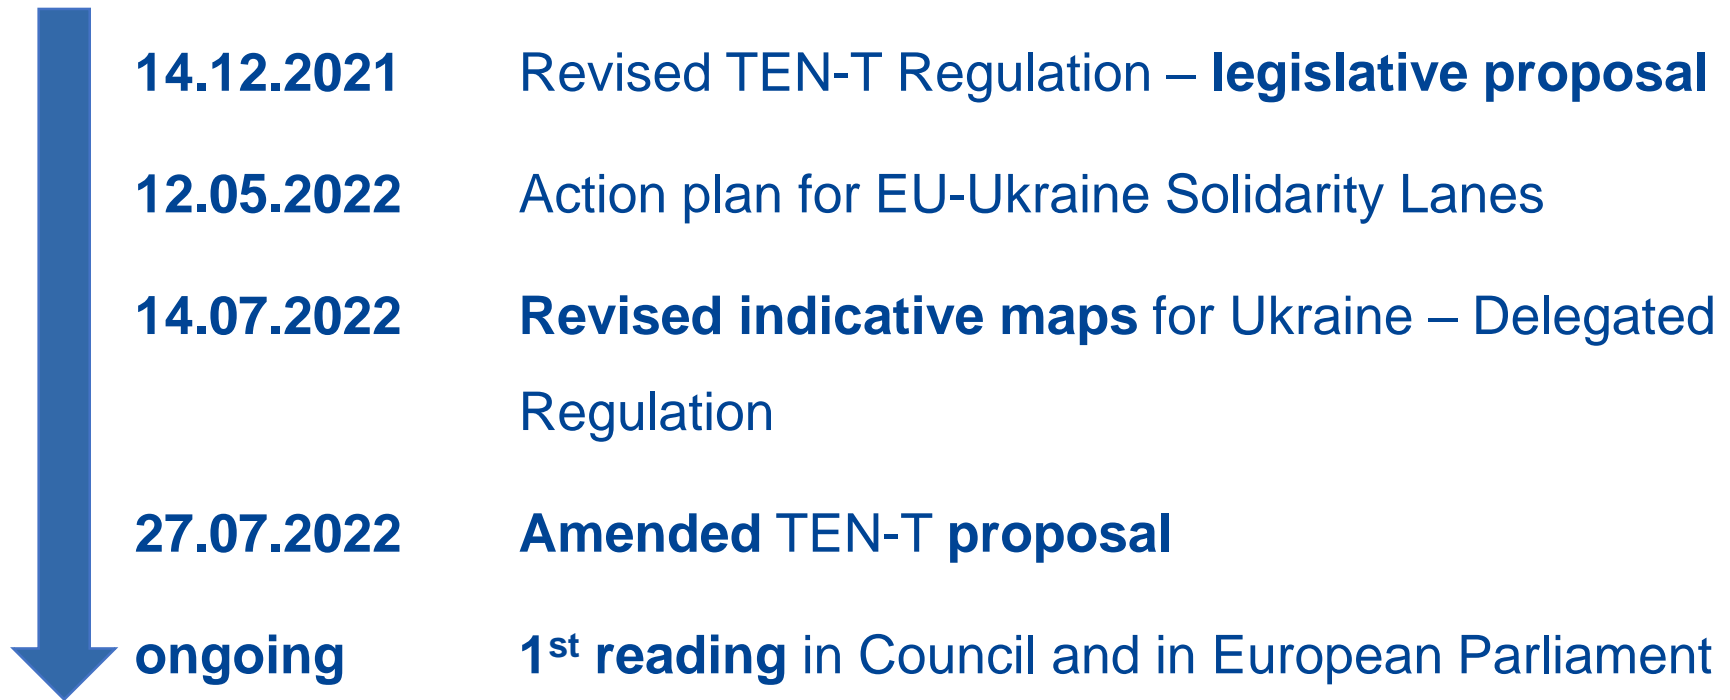 14.12.2021 Revised TEN-T Regulation – legislative proposal
12.05.2022 Action plan for EU-Ukraine Solidarity Lanes
14.07.2022 Revised indicative maps for Ukraine – Delegated
Regulation
27.07.2022 Amended TEN-T proposal
ongoing 1st reading in Council and in European Parliament